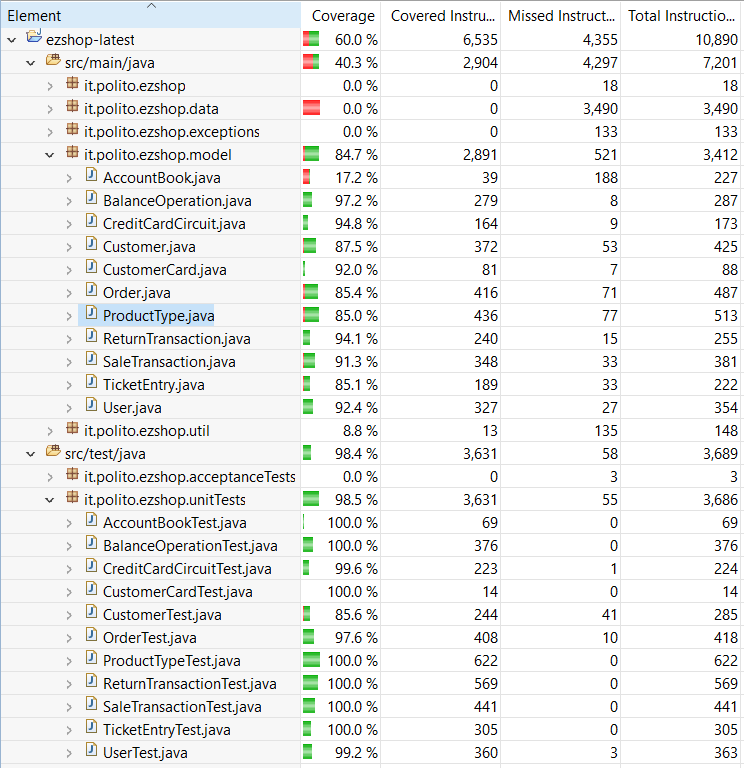 Element Coverage Covered Instru... Missed Instruct... Total Instructio...
ezshop-latest 60.0 % 6,535 4,355 10,890
src/main/java 40.3 % 2,904 4,297 7,201
it.polito.ezshop 0.0 % 0 18 18
it.polito.ezshop.data 0.0 % 0 3,490 3,490
it.polito.ezshop.exceptions 0.0 % 0 133 133
it.polito.ezshop.model 84.7 % 2,891 521 3,412
AccountBook.java 17.2 % 39 188 227
BalanceOperation.java 97.2 % 279 8 287
CreditCardCircuit.java 94.8 % 164 9 173
Customer.java 87.5 % 372 53 425
CustomerCard.java 92.0 % 81 7 88
Order.java 85.4 % 416 71 487
ProductType.java 85.0 % 436 77 513
ReturnTransaction.java 94.1 % 240 15 255
SaleTransaction.java 91.3 % 348 33 381
TicketEntry.java 85.1 % 189 33 222
User.java 92.4 % 327 27 354
it.polito.ezshop.util 8.8 % 13 135 148
src/test/java 98.4 % 3,631 58 3,689
it.polito.ezshop.acceptanceTests 0.0 % 0 3 3
it.polito.ezshop.unitTests 98.5 % 3,631 55 3,686
AccountBookTest.java 100.0 % 69 0 69
BalanceOperationTest.java 100.0 % 376 0 376
CreditCardCircuitTest.java 99.6 % 223 1 224
CustomerCardTest.java 100.0 % 14 0 14
CustomerTest.java 85.6 % 244 41 285
OrderTest.java 97.6 % 408 10 418
ProductTypeTest.java 100.0 % 622 0 622
ReturnTransactionTest.java 100.0 % 569 0 569
SaleTransactionTest.java 100.0 % 441 0 441
TicketEntryTest.java 100.0 % 305 0 305
UserTest.java 99.2 % 360 3 363